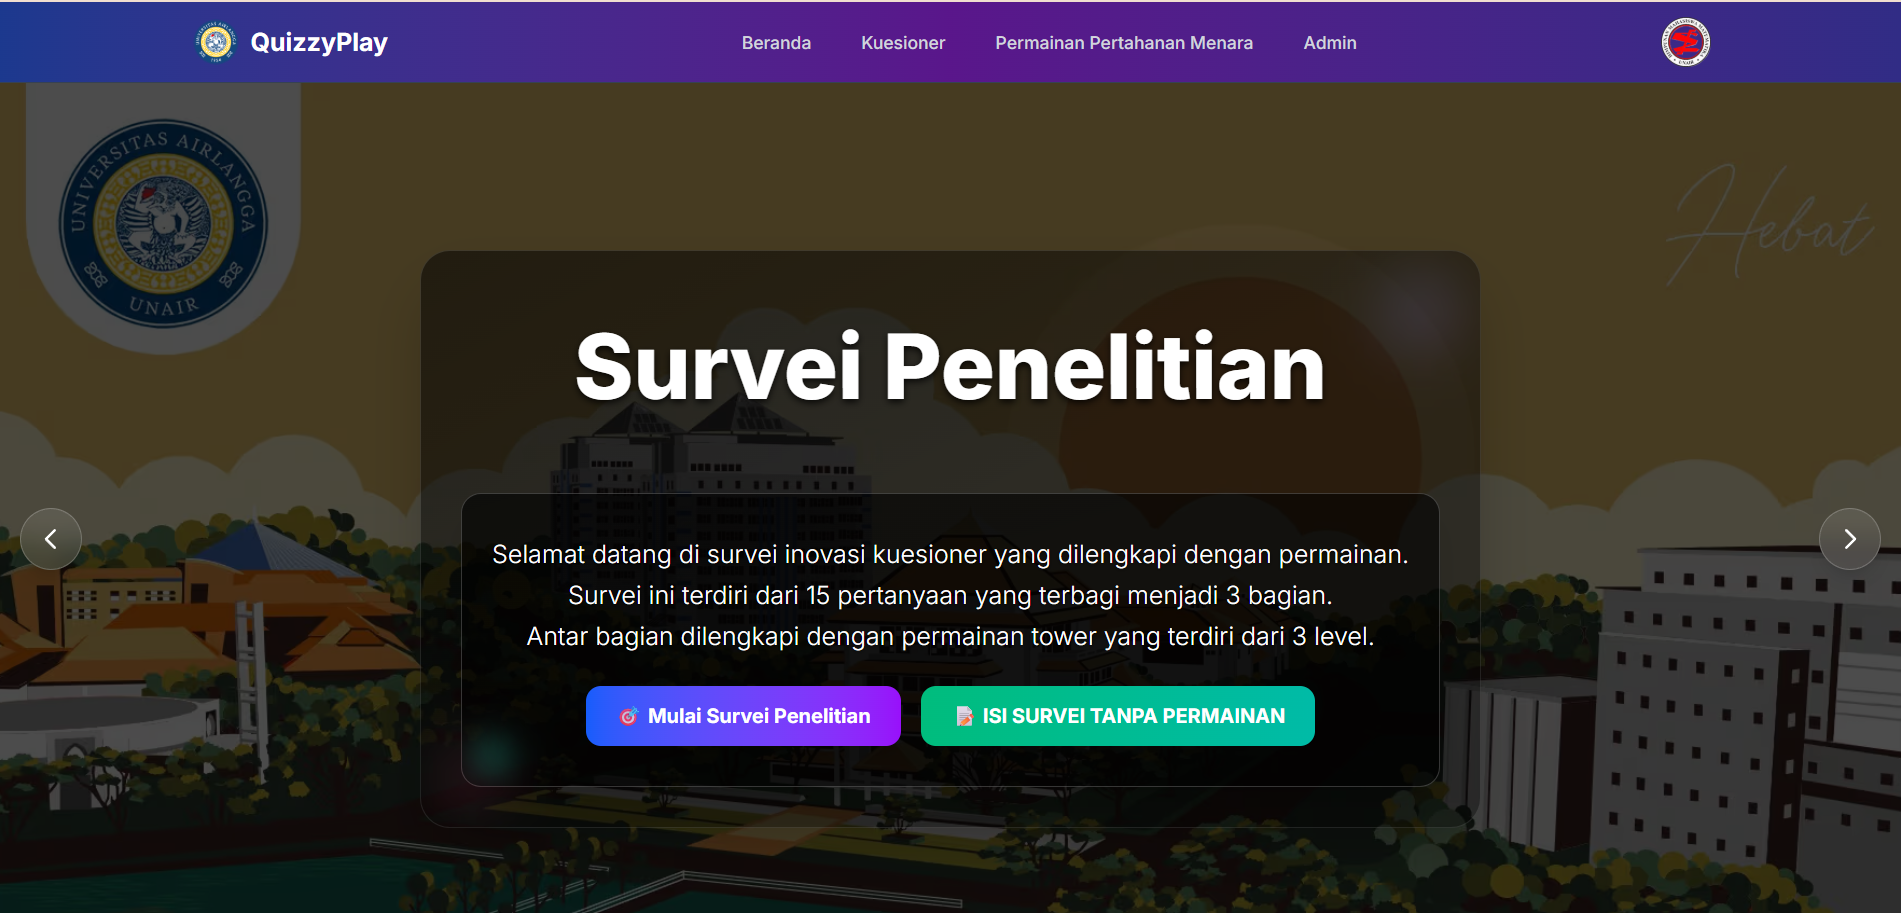 QuizzyPlay
Beranda
Kuesioner
Permainan Pertahanan Menara
Admin
UNIVERSITAS AIRLANGGA
UNAIR
Hebat
Survei Penelitian
Selamat datang di survei inovasi kuesioner yang dilengkapi dengan permainan.
Survei ini terdiri dari 15 pertanyaan yang terbagi menjadi 3 bagian.
Antar bagian dilengkapi dengan permainan tower yang terdiri dari 3 level.
Mulai Survei Penelitian
ISI SURVEI TANPA PERMAINAN